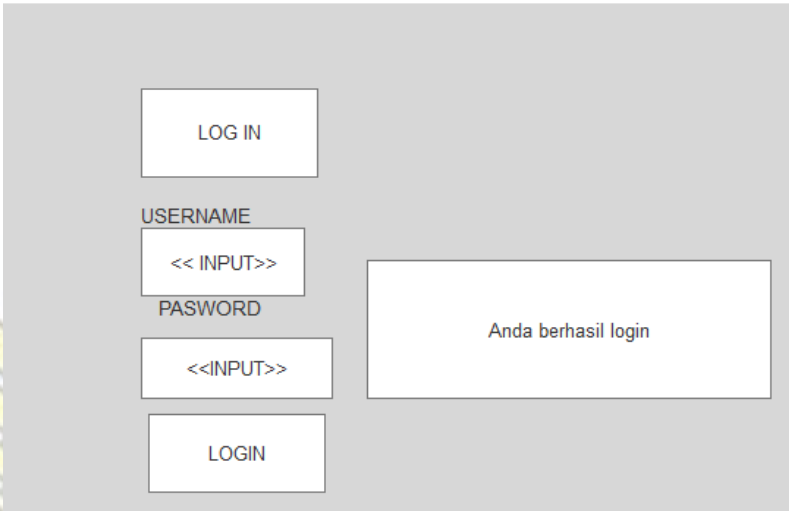 LOG IN
USERNAME
<< INPUT>>
PASWORD
<<INPUT>>
Anda berhasil login
LOGIN